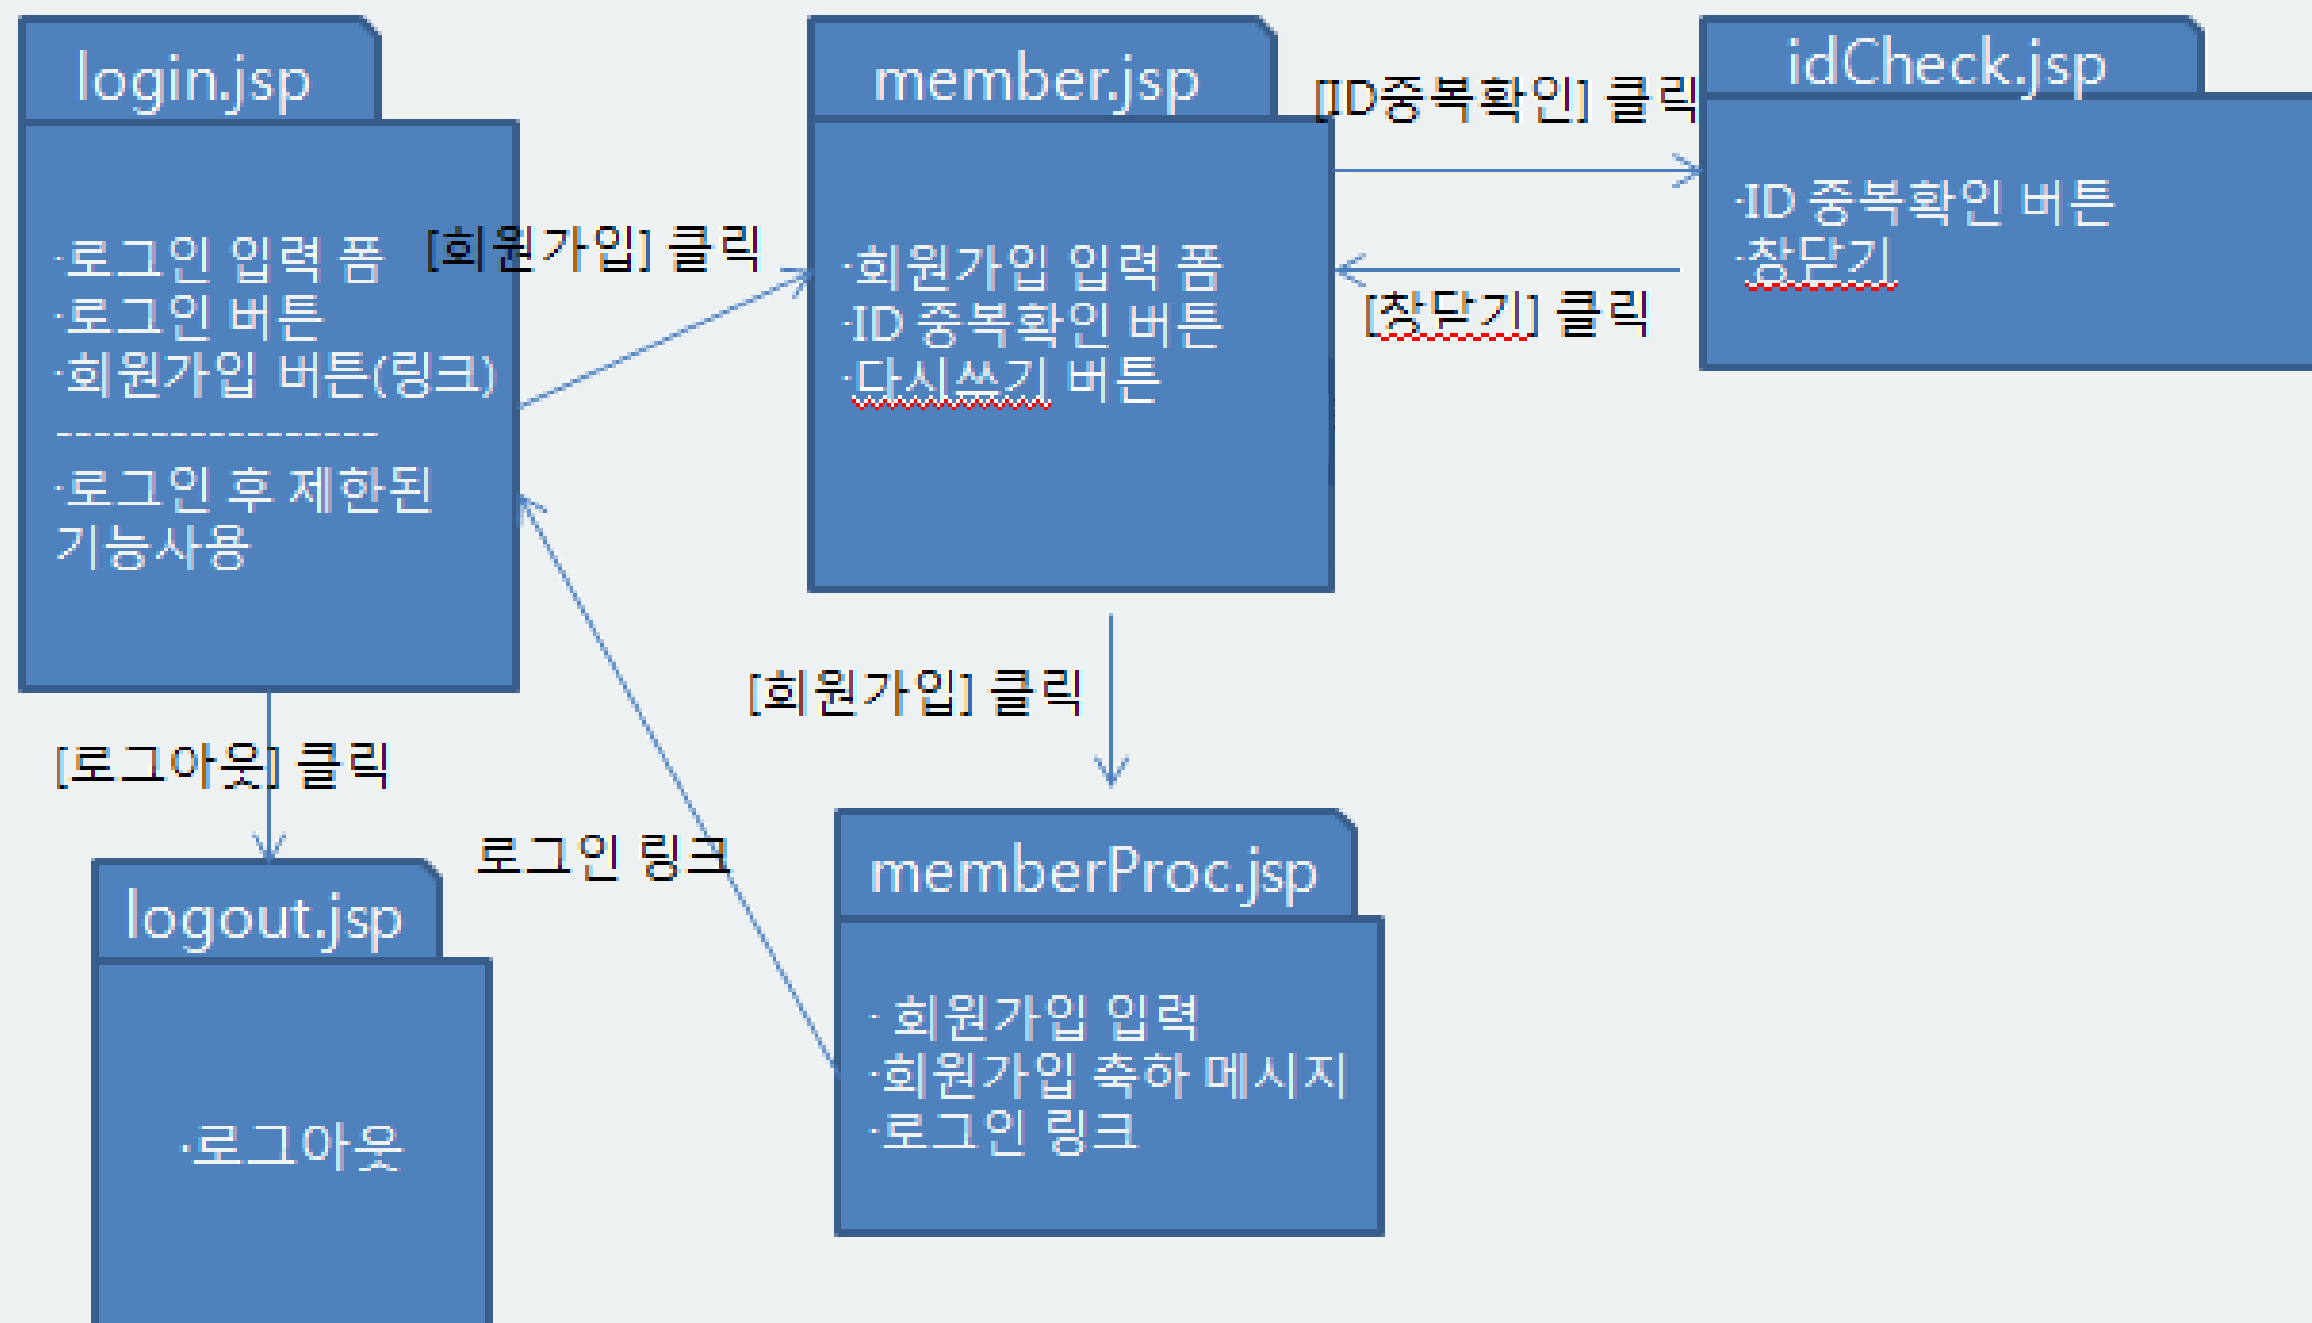 login.jsp
·로그인 입력 폼
·로그인 버튼
·회원가입 버튼(링크)
-----------------
·로그인 후 제한된
기능사용
[회원가입] 클릭
member.jsp
·회원가입 입력 폼
·ID 중복확인 버튼
·다시쓰기 버튼
[ID중복확인] 클릭
[창닫기] 클릭
idCheck.jsp
·ID 중복확인 버튼
·창닫기
[로그아웃] 클릭
로그인 링크
[회원가입] 클릭
logout.jsp
·로그아웃
memberProc.jsp
· 회원가입 입력
·회원가입 축하 메시지
·로그인 링크